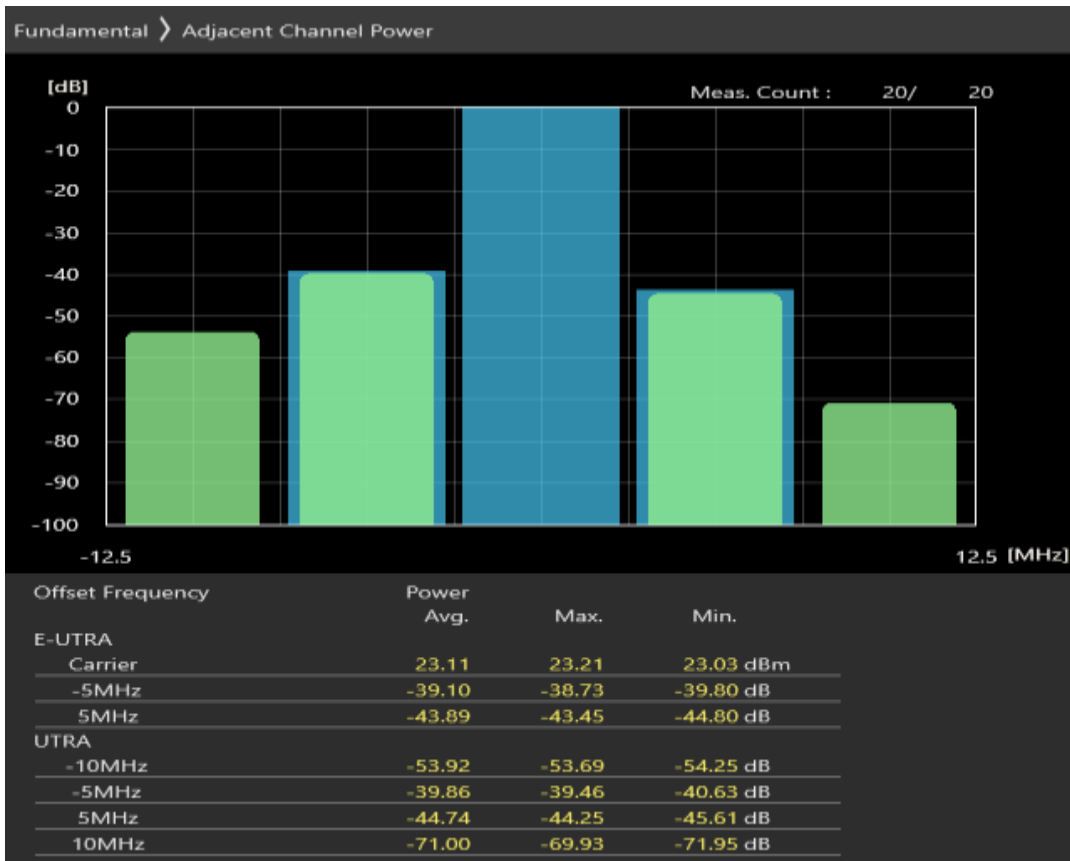 Fundamental 〉 Adjacent Channel Power
[dB]
Meas. Count : 20/ 20
0
-10
-20
-30
-40
-50
-60
-70
-80
-90
-100
-12.5 12.5 [MHz]
Offset Frequency Power
Avg. Max. Min.
E-UTRA
Carrier 23.11 23.21 23.03 dBm
-5MHz -39.10 -38.73 -39.80 dB
5MHz -43.89 -43.45 -44.80 dB
UTRA
-10MHz -53.92 -53.69 -54.25 dB
-5MHz -39.86 -39.46 -40.63 dB
5MHz -44.74 -44.25 -45.61 dB
10MHz -71.00 -69.93 -71.95 dB